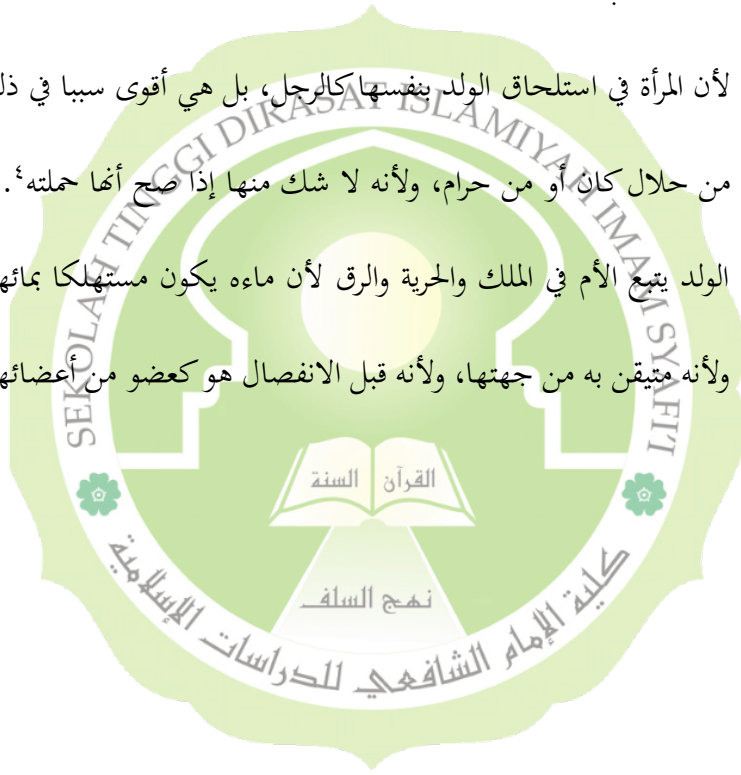 لأن المرأة في استلحاق الولد بنفسها كالرجل، بل هي أقوى سببا في
من حلال كان أو من حرام، ولأنه لا شك منها إذا صح أنها حملته٤.
الولد يتبع الأم في الملك والحرية والرق لأن ماءه يكون مستهلكا بمائها
ولأنه متيقن به من جهتها، ولأنه قبل الانفصال هو كعضو من أعضائها
SEKOLAH TINGGI DIRASAT ISLAMIYAH IMAM SYAFI'I
القرآن السنة
نهج السلف
كلية الإمام الشافعي للدراسات الإسلامية